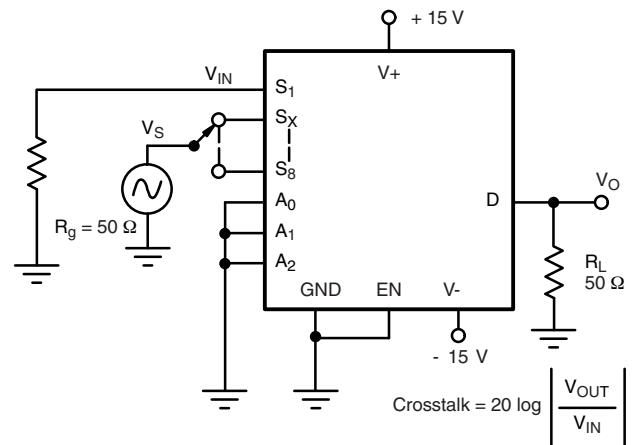 + 15 V
V+
VIN
S1
VS
SX
S8
Rg = 50 Ω
A0
A1
A2
D
VO
RL
50 Ω
GND EN V-
- 15 V
Crosstalk = 20 log | VOUT / VIN |